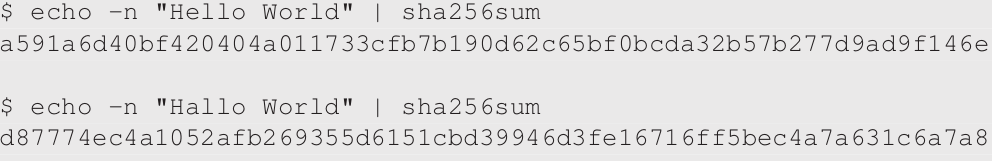 $ echo -n "Hello World" | sha256sum
a591a6d40bf420404a011733cfb7b190d62c65bf0bcda32b57b277d9ad9f146e
$ echo -n "Hallo World" | sha256sum
d87774ec4a1052afb269355d6151cbd39946d3fe16716ff5bec4a7a631c6a7a8